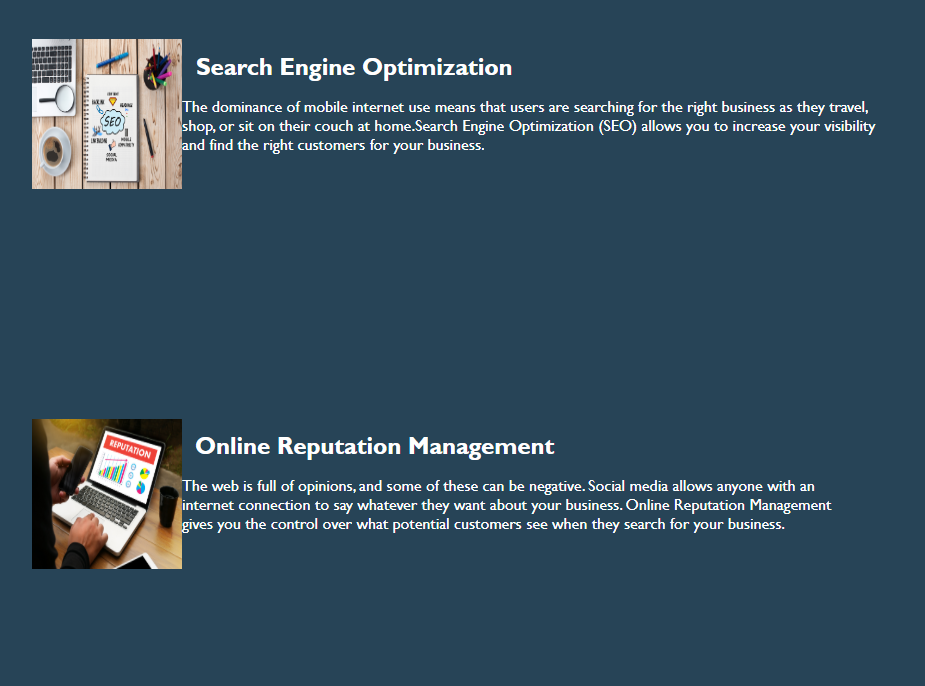 Search Engine Optimization
The dominance of mobile internet use means that users are searching for the right business as they travel,
shop, or sit on their couch at home.Search Engine Optimization (SEO) allows you to increase your visibility
and find the right customers for your business.
CONTENT
SEO
SOCIAL
MEDIA
Online Reputation Management
REPUTATION
The web is full of opinions, and some of these can be negative. Social media allows anyone with an
internet connection to say whatever they want about your business. Online Reputation Management
gives you the control over what potential customers see when they search for your business.